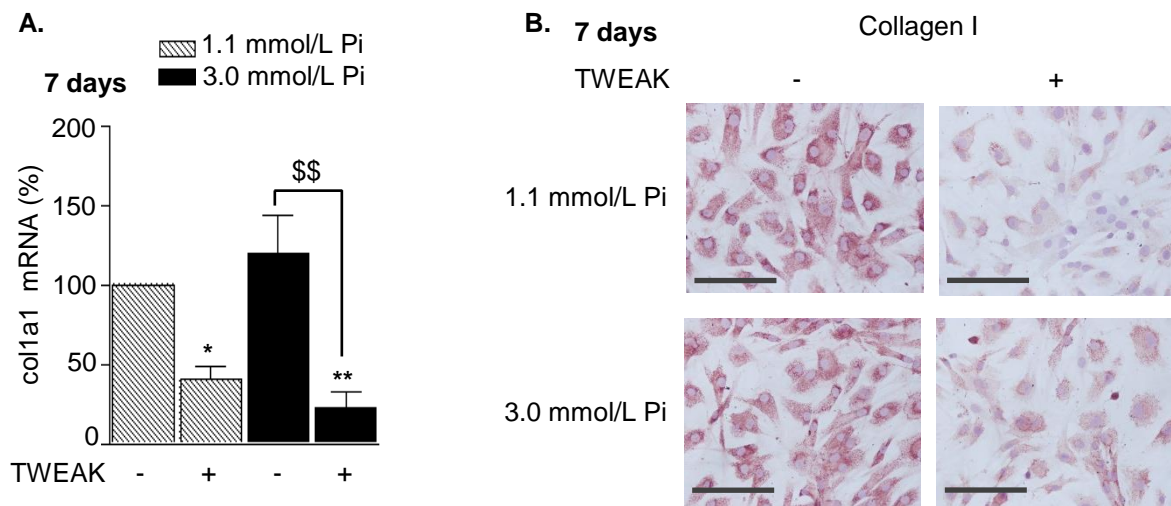 A.
1.1 mmol/L Pi
3.0 mmol/L Pi
7 days
col1a1 mRNA (%)
200
150
100
50
0
$$
*
**
TWEAK - + - +
B. 7 days Collagen I
TWEAK - +
1.1 mmol/L Pi
3.0 mmol/L Pi